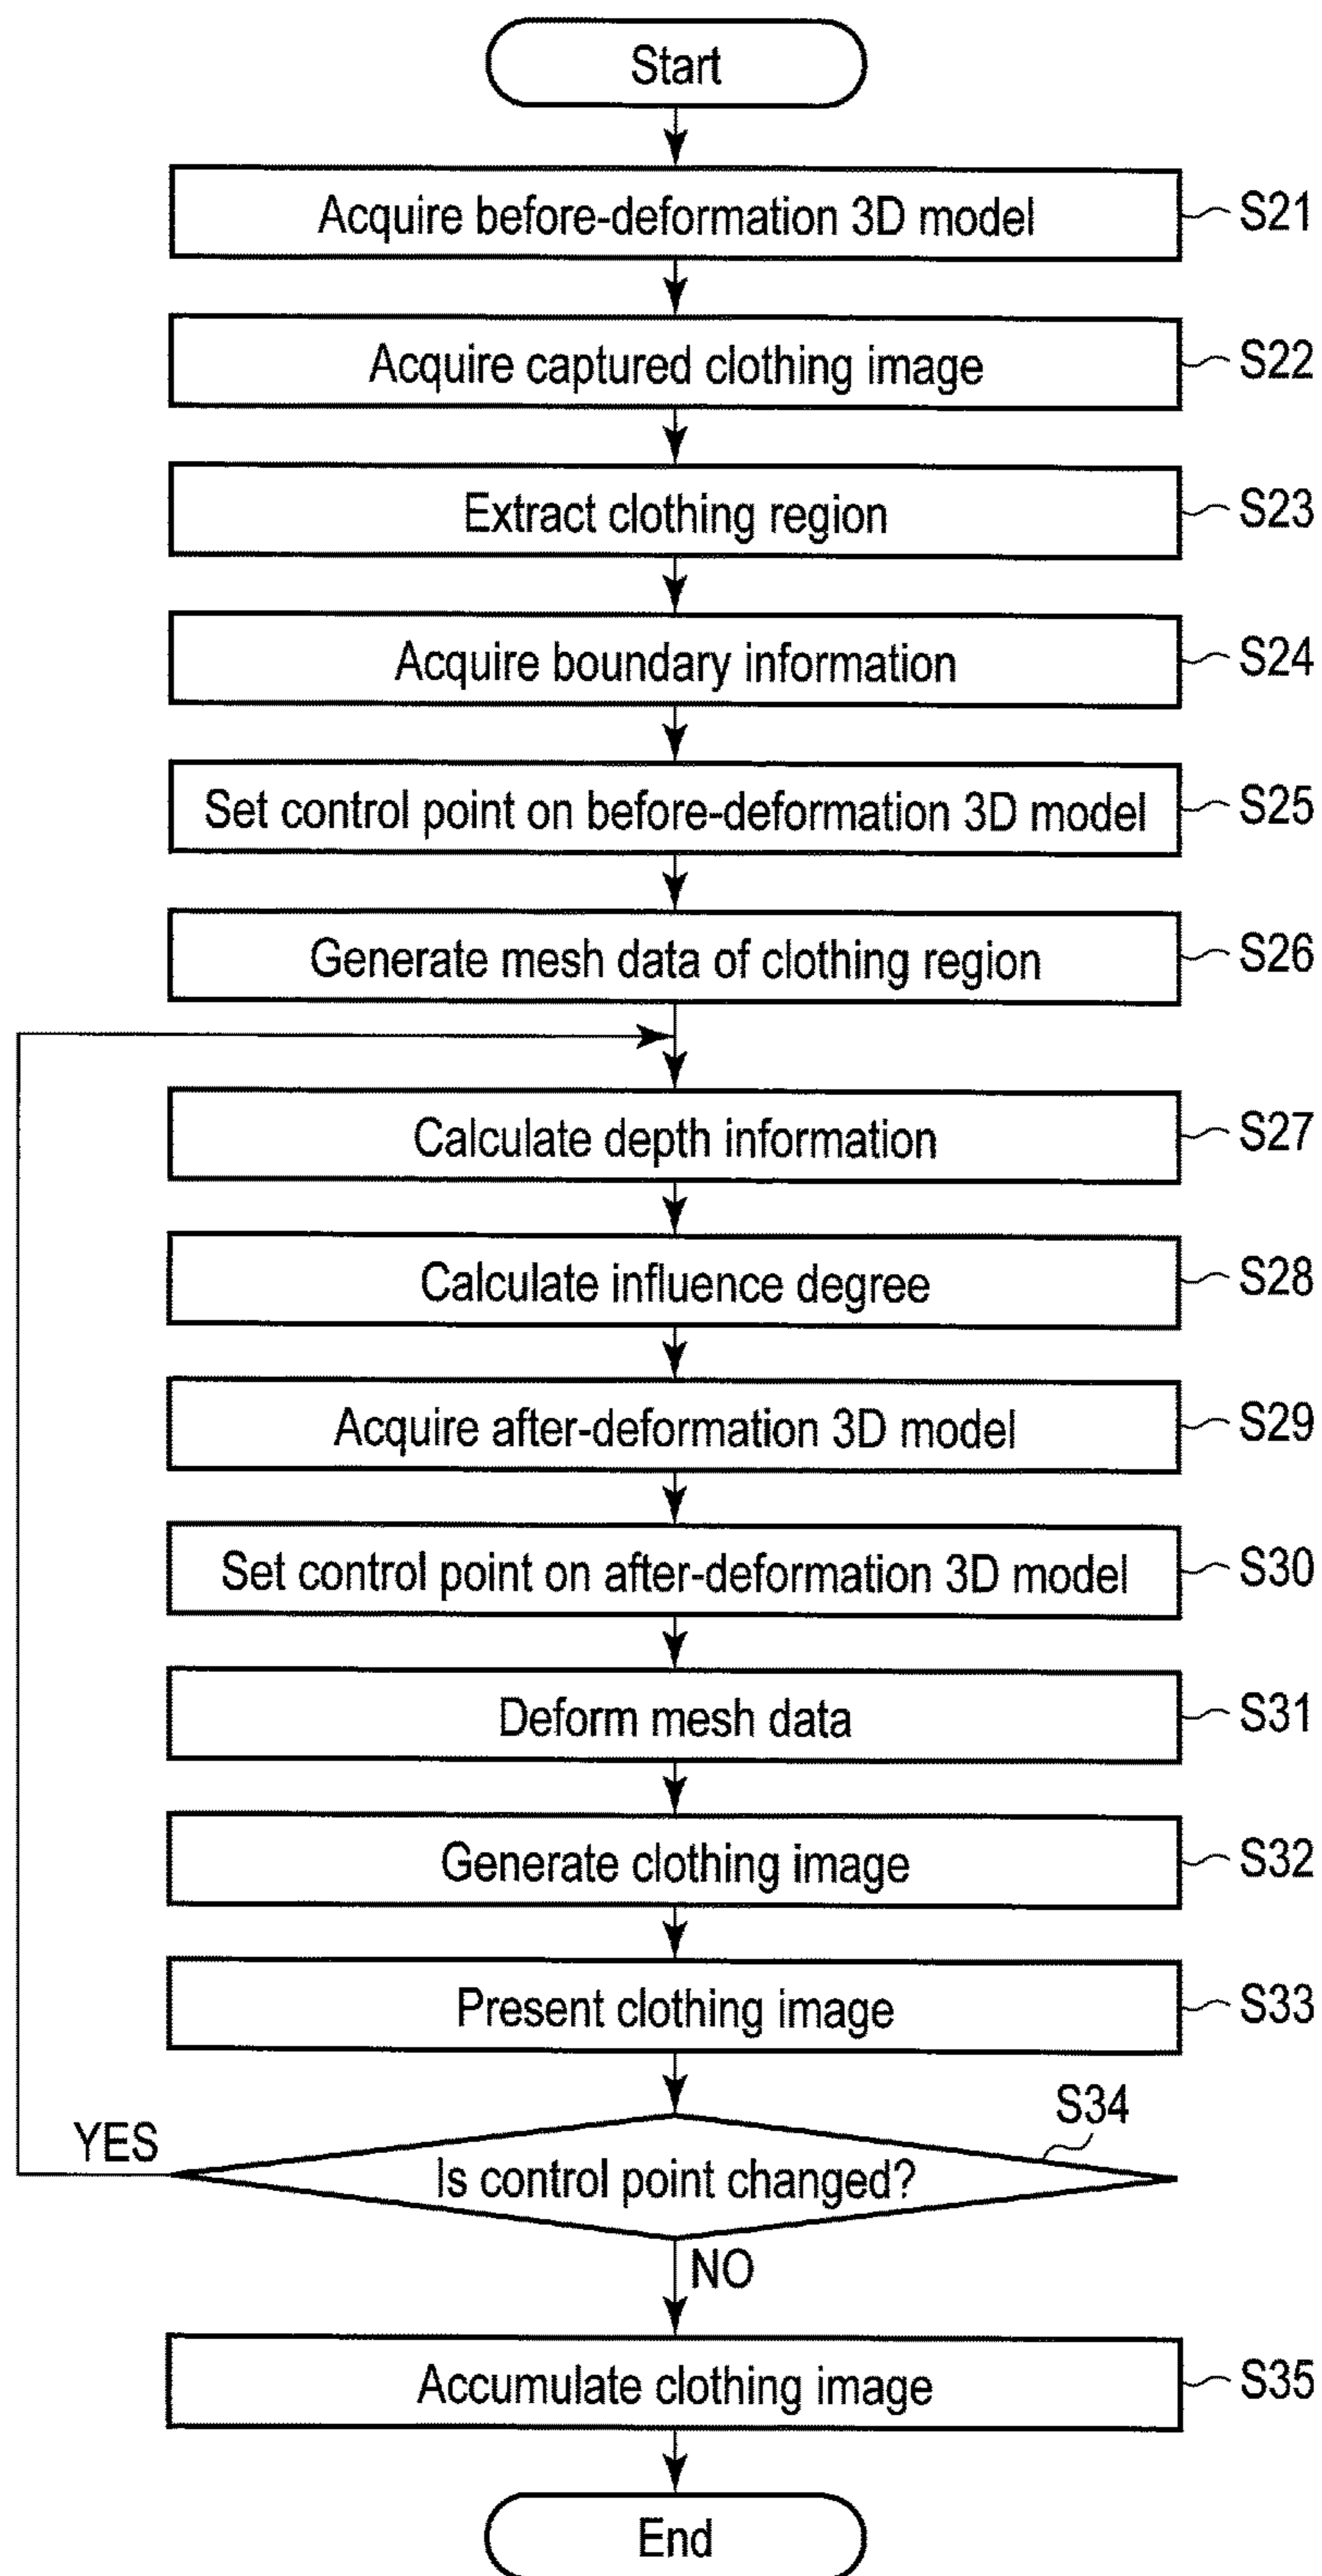 Start
Acquire before-deformation 3D model
S21
Acquire captured clothing image
S22
Extract clothing region
S23
Acquire boundary information
S24
Set control point on before-deformation 3D model
S25
Generate mesh data of clothing region
S26
Calculate depth information
S27
Calculate influence degree
S28
Acquire after-deformation 3D model
S29
Set control point on after-deformation 3D model
S30
Deform mesh data
S31
Generate clothing image
S32
Present clothing image
S33
S34
YES
Is control point changed?
NO
Accumulate clothing image
S35
End